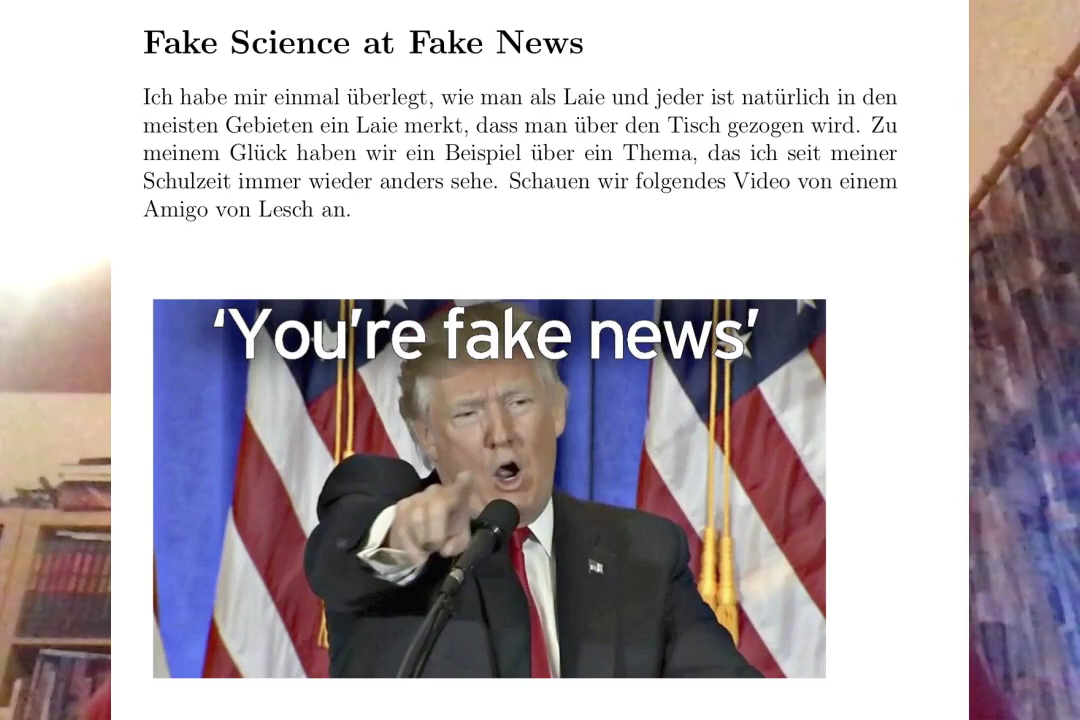 Fake Science at Fake News
Ich habe mir einmal überlegt, wie man als Laie und jeder ist natürlich in den
meisten Gebieten ein Laie merkt, dass man über den Tisch gezogen wird. Zu
meinem Glück haben wir ein Beispiel über ein Thema, das ich seit meiner
Schulzeit immer wieder anders sehe. Schauen wir folgendes Video von einem
Amigo von Lesch an.
‘You’re fake news’